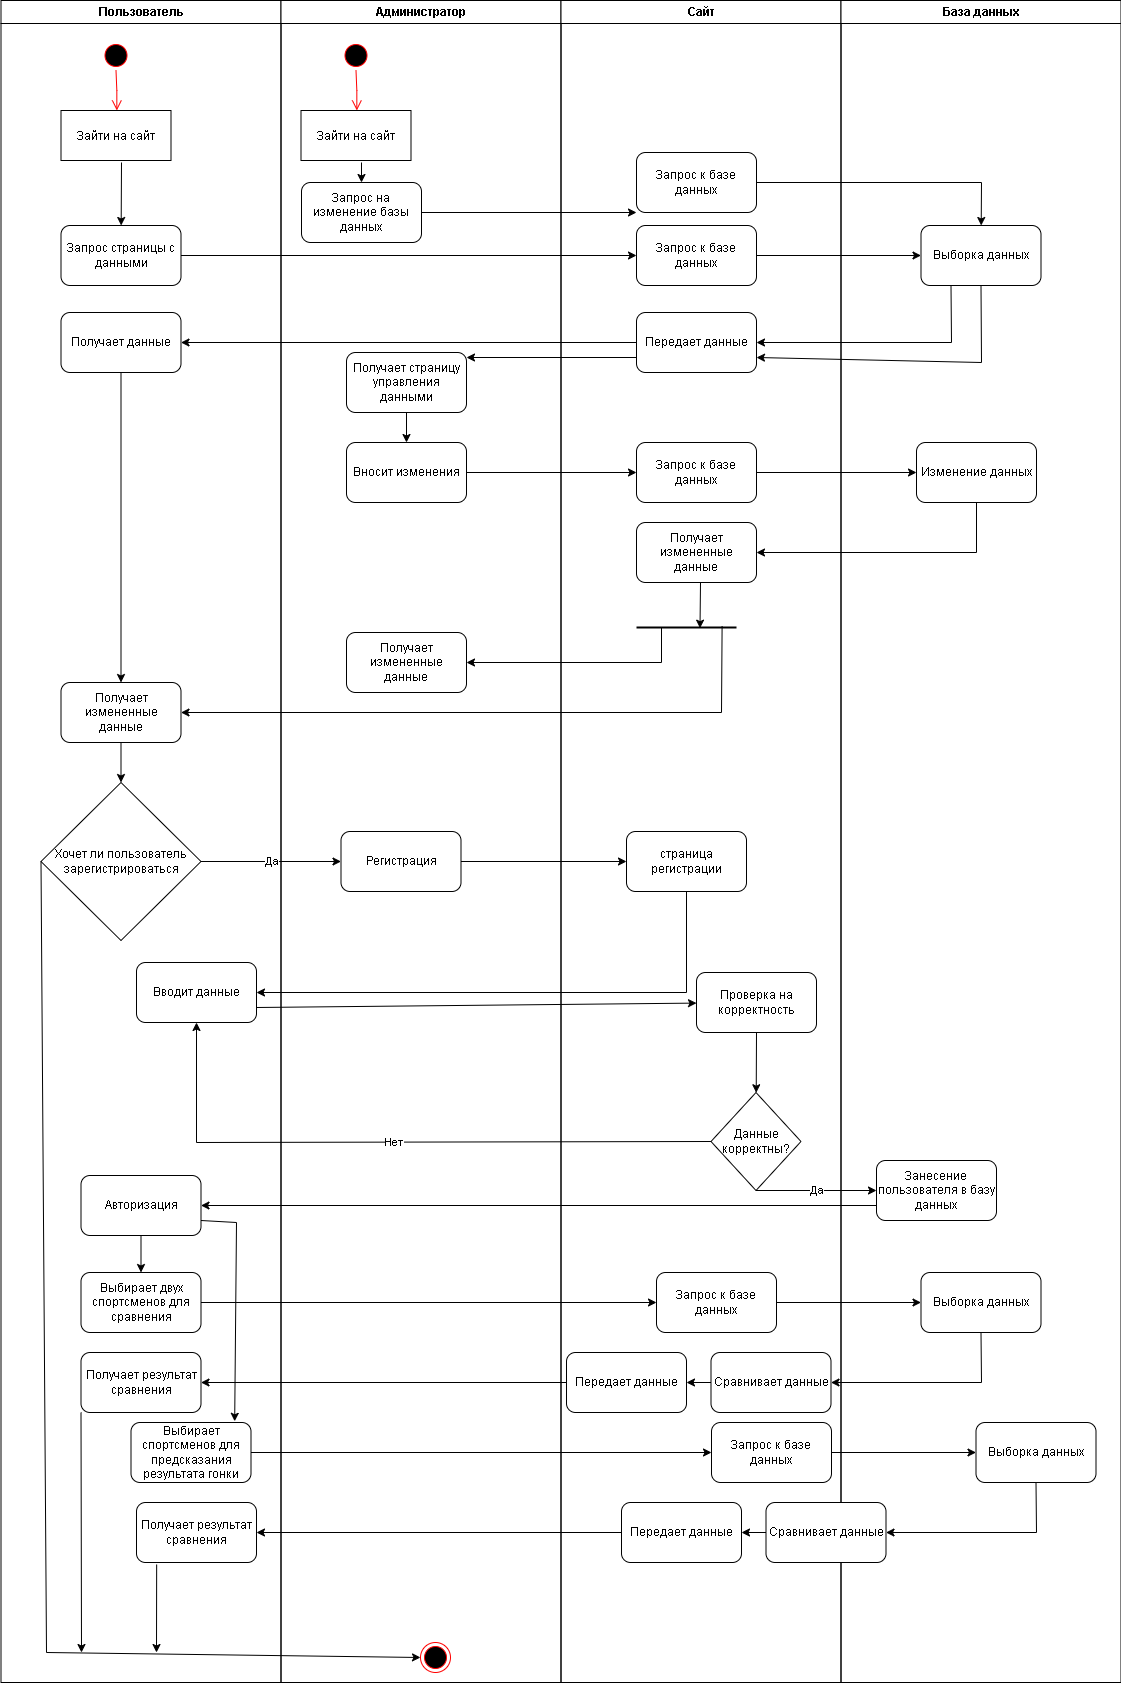 Пользователь
Администратор
Сайт
База данных
Зайти на сайт
Зайти на сайт
Запрос на
изменение базы
данных
Запрос к базе
данных
Запрос страницы с
данными
Запрос к базе
данных
Выборка данных
Получает данные
Передает данные
Получает страницу
управления
данными
Вносит изменения
Запрос к базе
данных
Изменение данных
Получает
измененные
данные
Получает
измененные
данные
Получает
измененные
данные
Хочет ли пользователь
зарегистрироваться
Да
Регистрация
страница
регистрации
Вводит данные
Проверка на
корректность
Данные
корректны?
Нет
Да
Занесение
пользователя в базу
данных
Авторизация
Выбирает двух
спортсменов для
сравнения
Запрос к базе
данных
Выборка данных
Получает результат
сравнения
Передает данные
Сравнивает данные
Выбирает
спортсменов для
предсказания
результата гонки
Запрос к базе
данных
Выборка данных
Получает результат
сравнения
Передает данные
Сравнивает данные